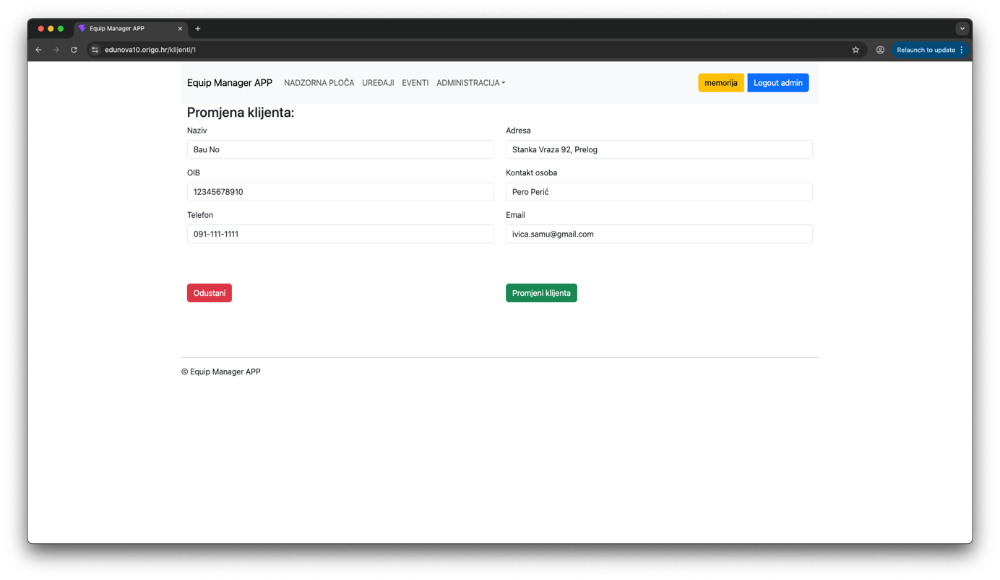 Equip Manager APP
edunova10.origo.hr/klijenti/1
Relaunch to update
Equip Manager APP NADZORNA PLOČA UREĐAJI EVENTI ADMINISTRACIJA memorija Logout admin
Promjena klijenta:
Naziv Adresa
Bau No Stanka Vraza 92, Prelog
OIB Kontakt osoba
12345678910 Pero Perić
Telefon Email
091-111-1111 ivica.samu@gmail.com
Odustani Promjeni klijenta
© Equip Manager APP